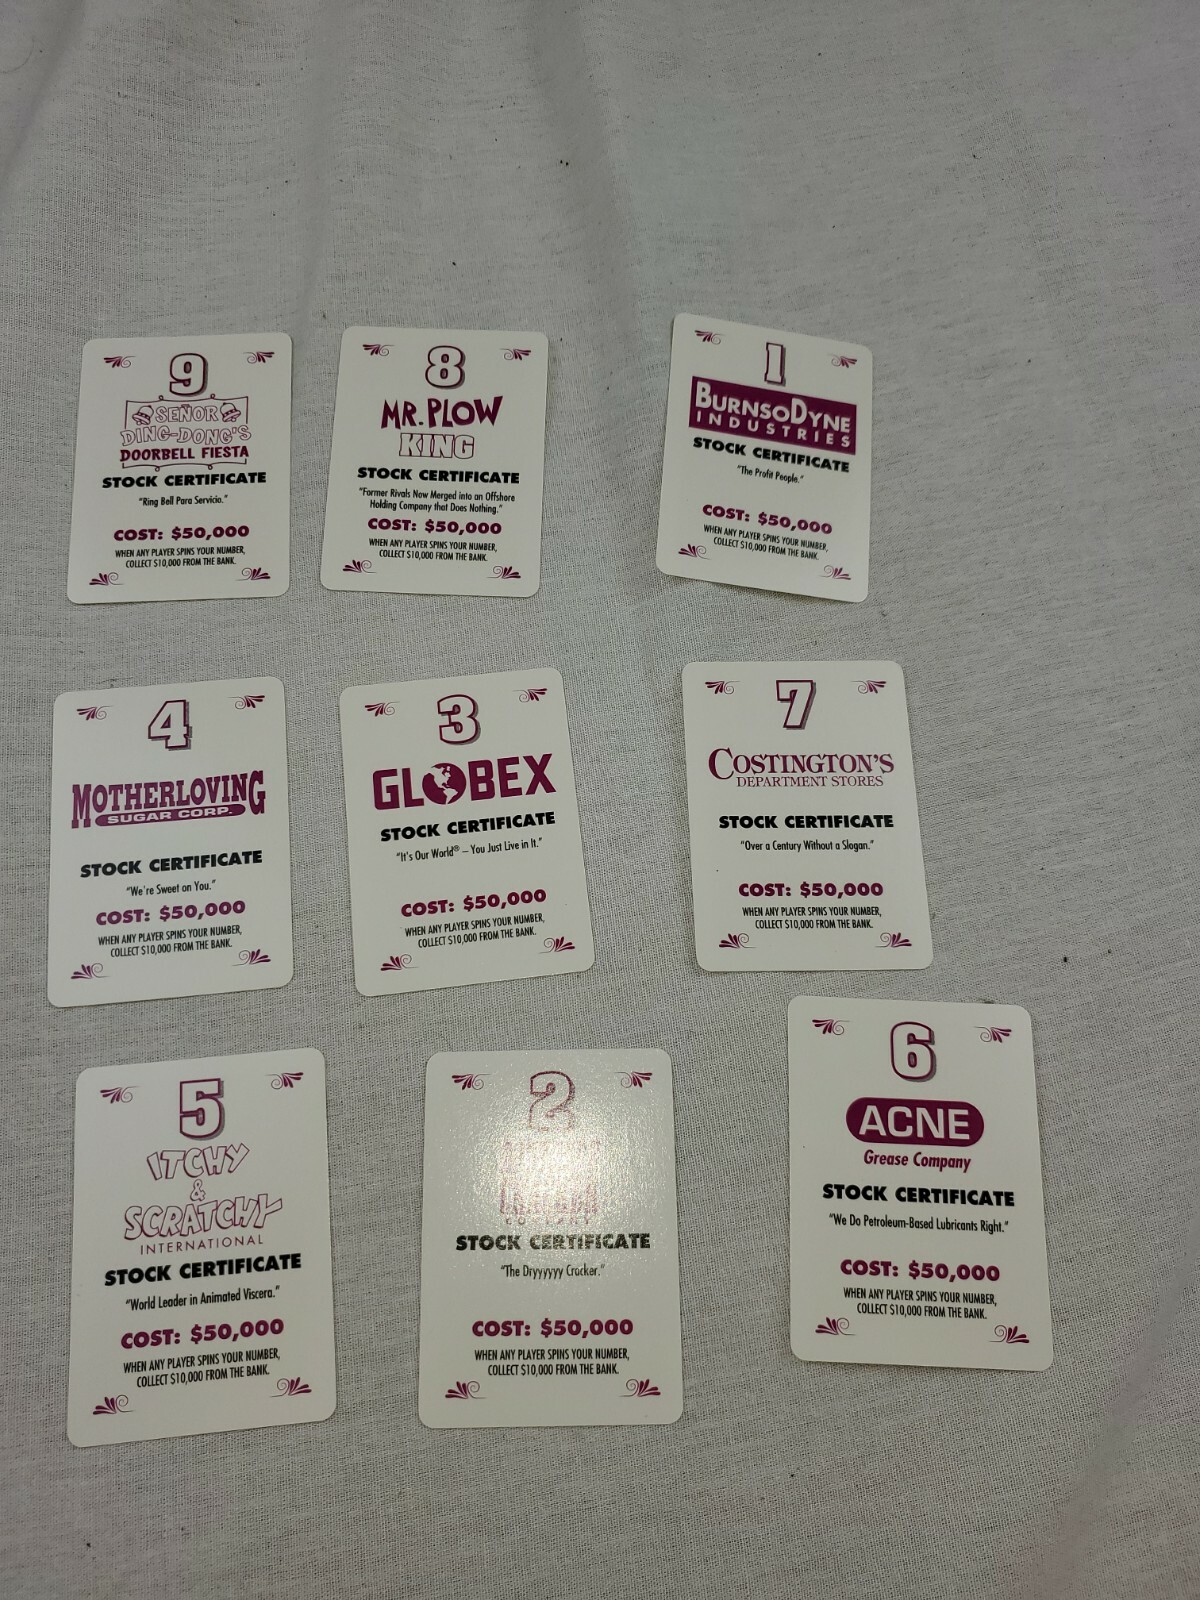 9
SEÑOR
DING-DONG'S
DOORBELL FIESTA
STOCK CERTIFICATE
"Ring Bell Para Servicio."
COST: $50,000
WHEN ANY PLAYER SPINS YOUR NUMBER,
COLLECT $10,000 FROM THE BANK.
8
MR. PLOW
KING
STOCK CERTIFICATE
"Former Rivals Now Merged into an Offshore
Holding Company that Does Nothing."
COST: $50,000
WHEN ANY PLAYER SPINS YOUR NUMBER,
COLLECT $10,000 FROM THE BANK.
1
BURNSODYNE
INDUSTRIES
STOCK CERTIFICATE
"The Profit People."
COST: $50,000
WHEN ANY PLAYER SPINS YOUR NUMBER,
COLLECT $10,000 FROM THE BANK.
4
MOTHERLOVING
SUGAR CORP.
STOCK CERTIFICATE
"We're Sweet on You."
COST: $50,000
WHEN ANY PLAYER SPINS YOUR NUMBER,
COLLECT $10,000 FROM THE BANK.
3
GLOBEX
STOCK CERTIFICATE
"It's Our World® – You Just Live in It."
COST: $50,000
WHEN ANY PLAYER SPINS YOUR NUMBER,
COLLECT $10,000 FROM THE BANK.
7
COSTINGTON'S
DEPARTMENT STORES
STOCK CERTIFICATE
"Over a Century Without a Slogan."
COST: $50,000
WHEN ANY PLAYER SPINS YOUR NUMBER,
COLLECT $10,000 FROM THE BANK.
5
ITCHY
&
SCRATCHY
INTERNATIONAL
STOCK CERTIFICATE
"World Leader in Animated Viscera."
COST: $50,000
WHEN ANY PLAYER SPINS YOUR NUMBER,
COLLECT $10,000 FROM THE BANK.
2
COMPANY
STOCK CERTIFICATE
"The Dryyyyyy Cracker."
COST: $50,000
WHEN ANY PLAYER SPINS YOUR NUMBER,
COLLECT $10,000 FROM THE BANK.
6
ACNE
Grease Company
STOCK CERTIFICATE
"We Do Petroleum-Based Lubricants Right."
COST: $50,000
WHEN ANY PLAYER SPINS YOUR NUMBER,
COLLECT $10,000 FROM THE BANK.